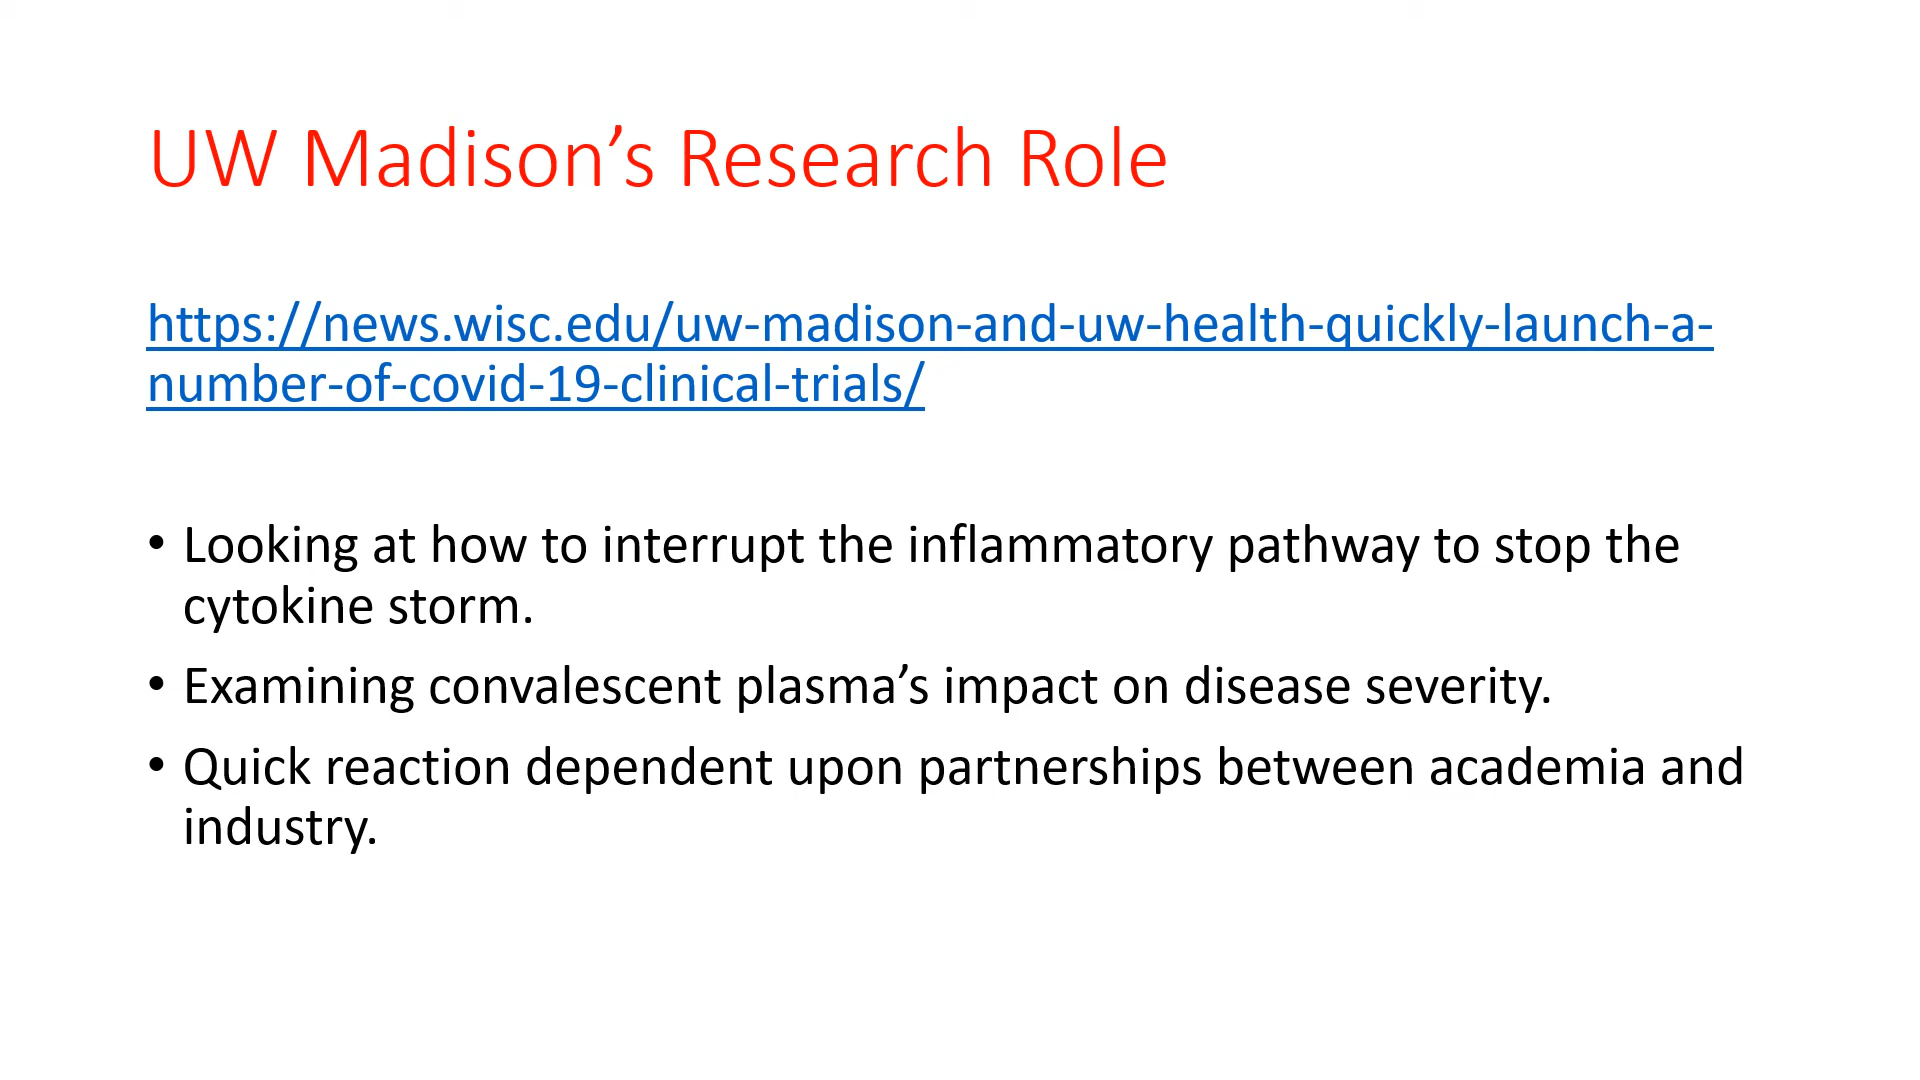 UW Madison’s Research Role
https://news.wisc.edu/uw-madison-and-uw-health-quickly-launch-a-
number-of-covid-19-clinical-trials/
• Looking at how to interrupt the inflammatory pathway to stop the
cytokine storm.
• Examining convalescent plasma’s impact on disease severity.
• Quick reaction dependent upon partnerships between academia and
industry.